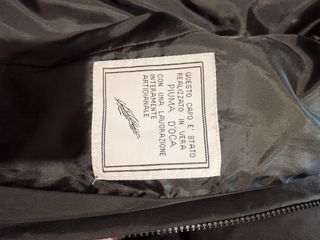 QUESTO CAPO E' STATO
REALIZZATO IN VERA
PIUMA D'OCA
CON UNA LAVORAZIONE
INTERAMENTE
ARTIGIANALE